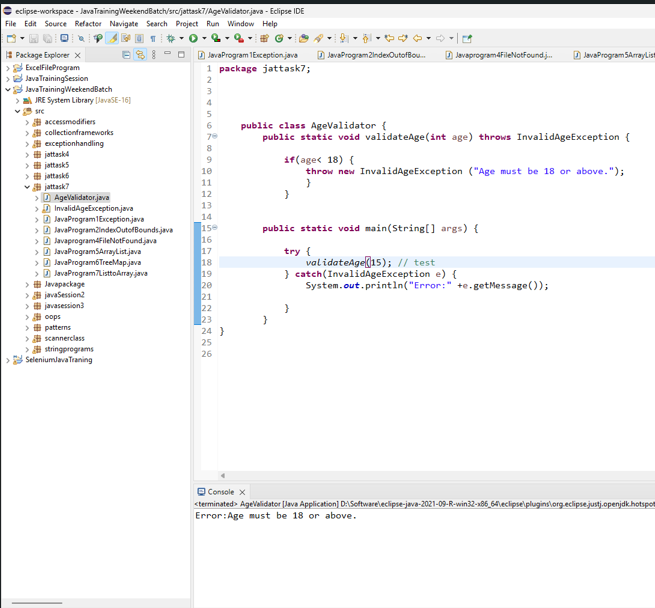 eclipse-workspace - JavaTrainingWeekendBatch/src/jattask7/AgeValidator.java - Eclipse IDE
File Edit Source Refactor Navigate Search Project Run Window Help
Package Explorer
ExcelFileProgram
JavaTrainingSession
JavaTrainingWeekendBatch
JRE System Library [JavaSE-16]
src
accessmodifiers
collectionframeworks
exceptionhandling
jattask4
jattask5
jattask6
jattask7
AgeValidator.java
InvalidAgeException.java
JavaProgram1Exception.java
JavaProgram2IndexOutofBounds.java
Javaprogram4FileNotFound.java
JavaProgram5ArrayList.java
JavaProgram6TreeMap.java
JavaProgram7ListtoArray.java
Javapackage
javaSession2
javasession3
oops
patterns
scannerclass
stringprograms
SeleniumJavaTraning
JavaProgram1Exception.java JavaProgram2IndexOutofBou... Javaprogram4FileNotFound.j... JavaProgram5ArrayList
1 package jattask7;
2
3
4
5
6 public class AgeValidator {
7 public static void validateAge(int age) throws InvalidAgeException {
8
9 if(age< 18) {
10 throw new InvalidAgeException ("Age must be 18 or above.");
11 }
12 }
13
14
15 public static void main(String[] args) {
16
17 try {
18 validateAge(15); // test
19 } catch(InvalidAgeException e) {
20 System.out.println("Error:" +e.getMessage());
21
22 }
23 }
24 }
25
26
Console
<terminated> AgeValidator [Java Application] D:\Software\eclipse-java-2021-09-R-win32-x86_64\eclipse\plugins\org.eclipse.justj.openjdk.hotspot
Error:Age must be 18 or above.